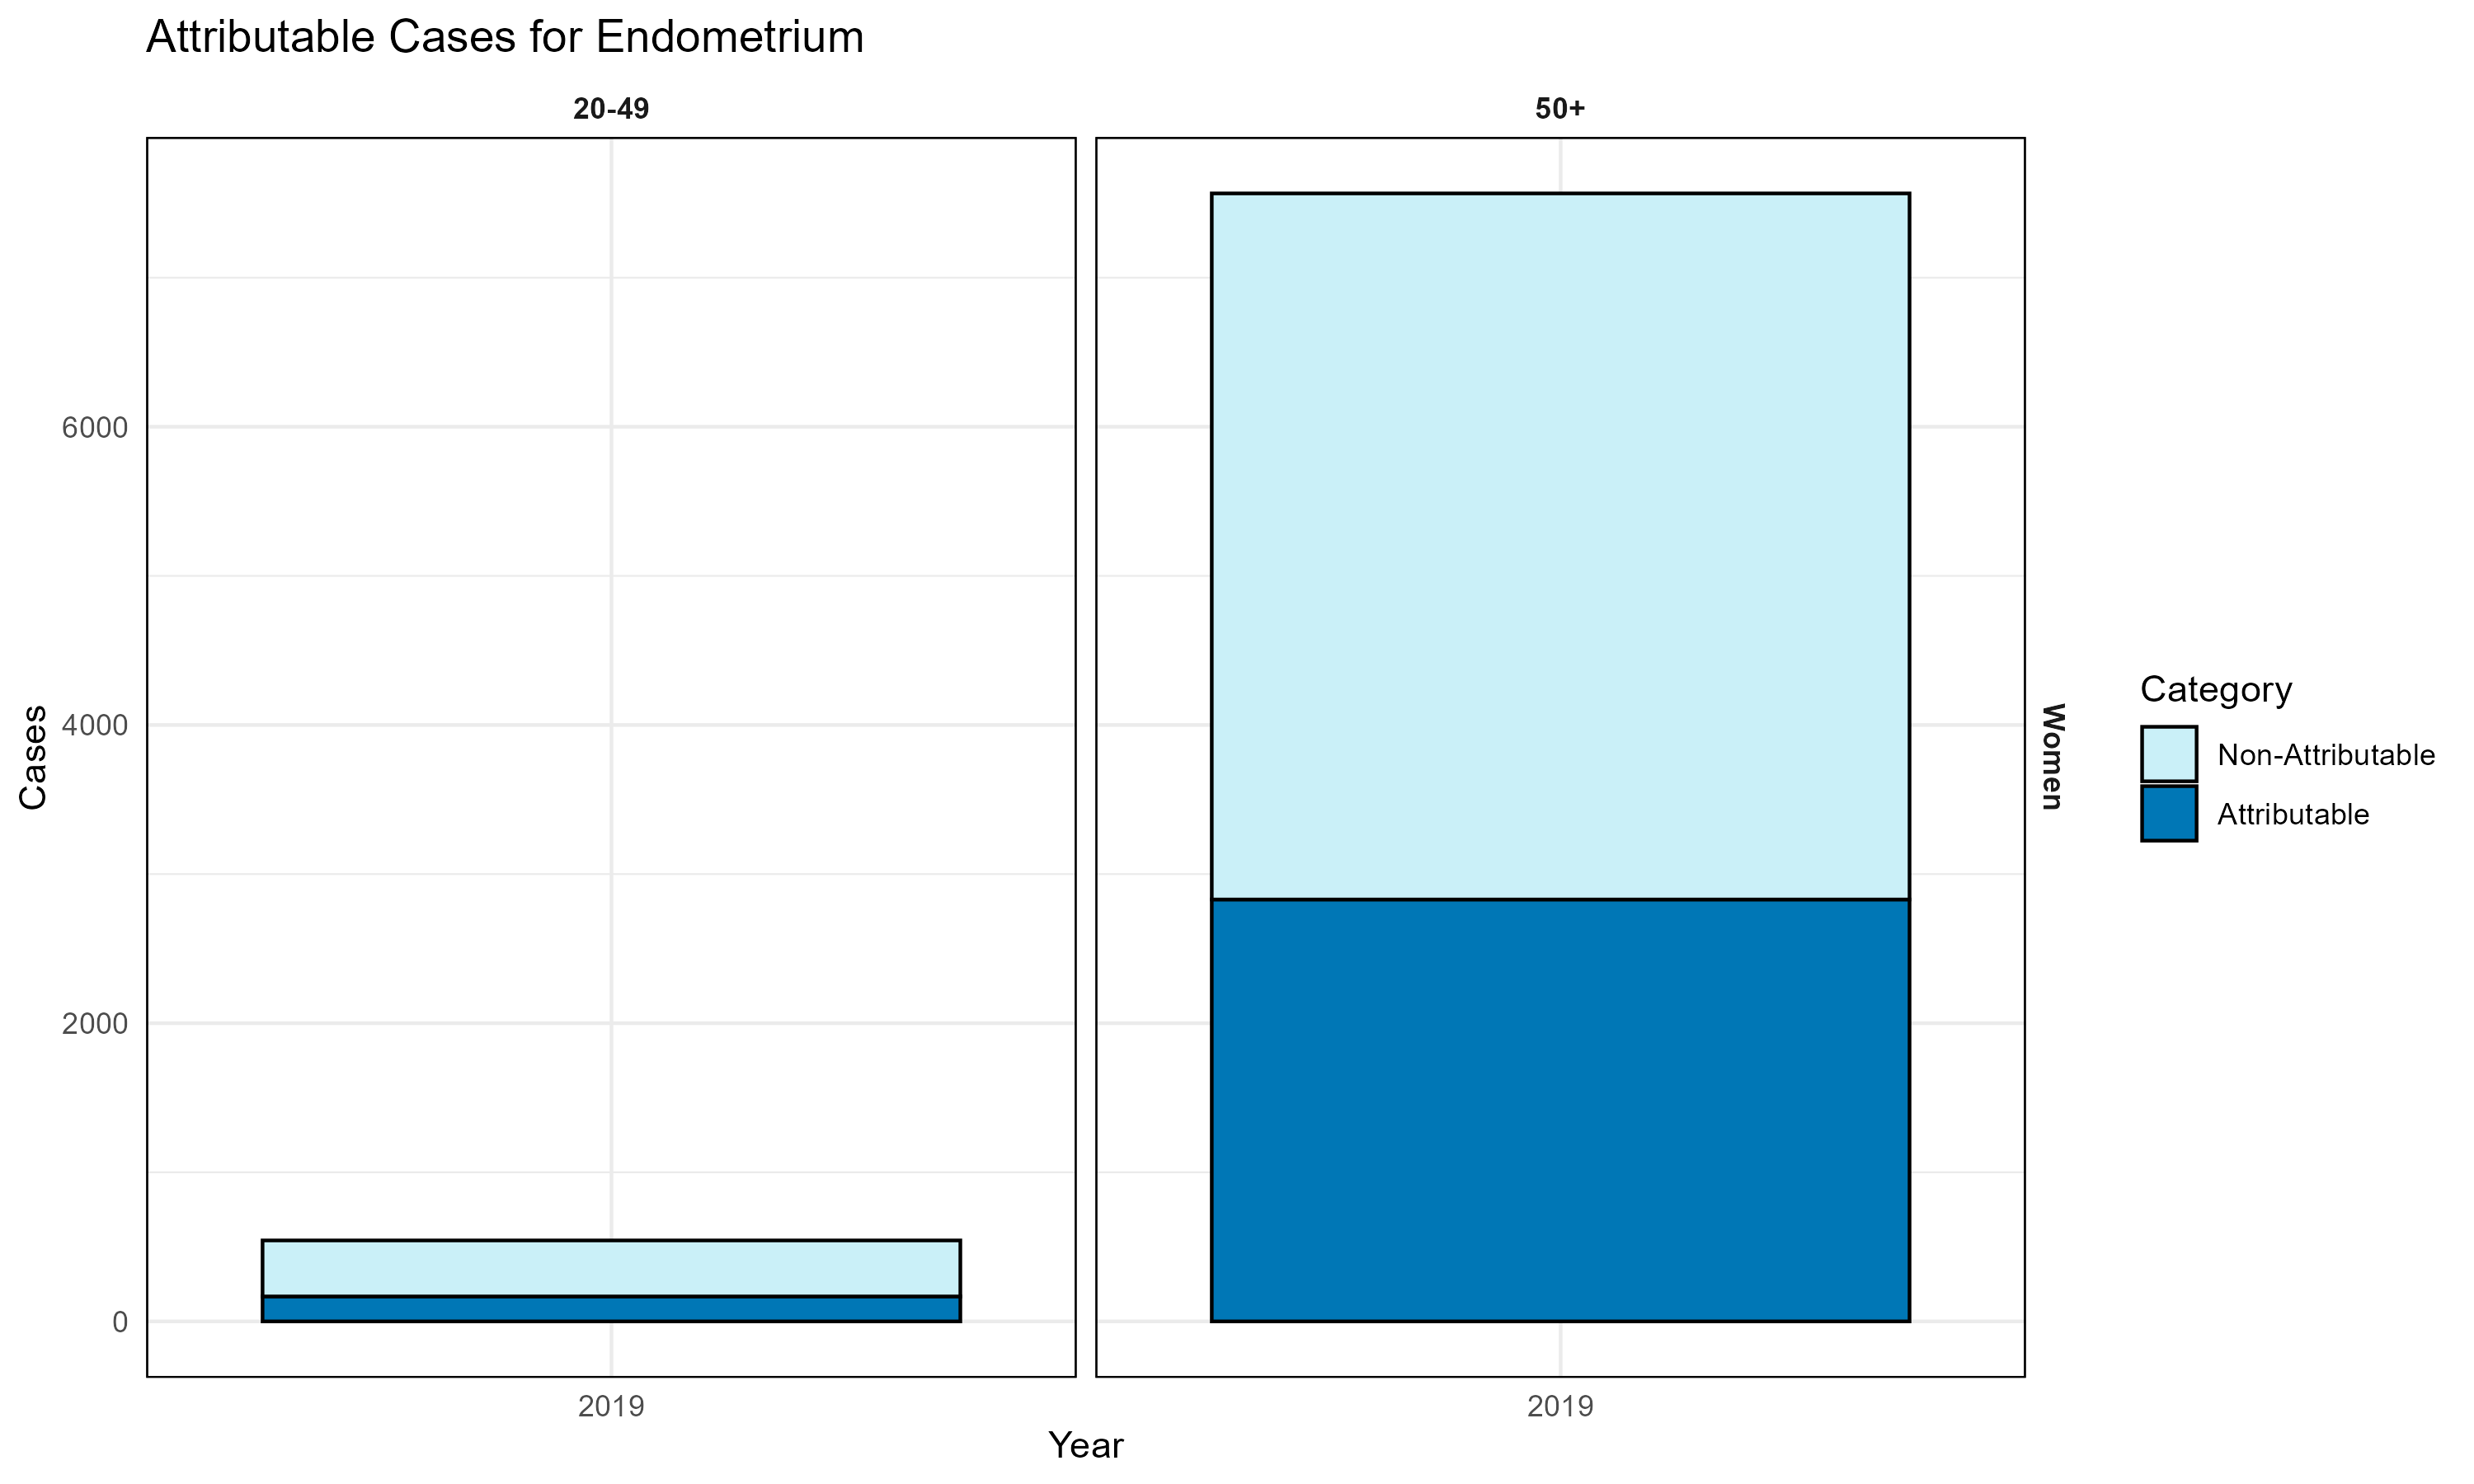 Attributable Cases for Endometrium
20-49
50+
6000
4000
2000
0
Cases
Women
2019
2019
Year
Category
Non-Attributable
Attributable